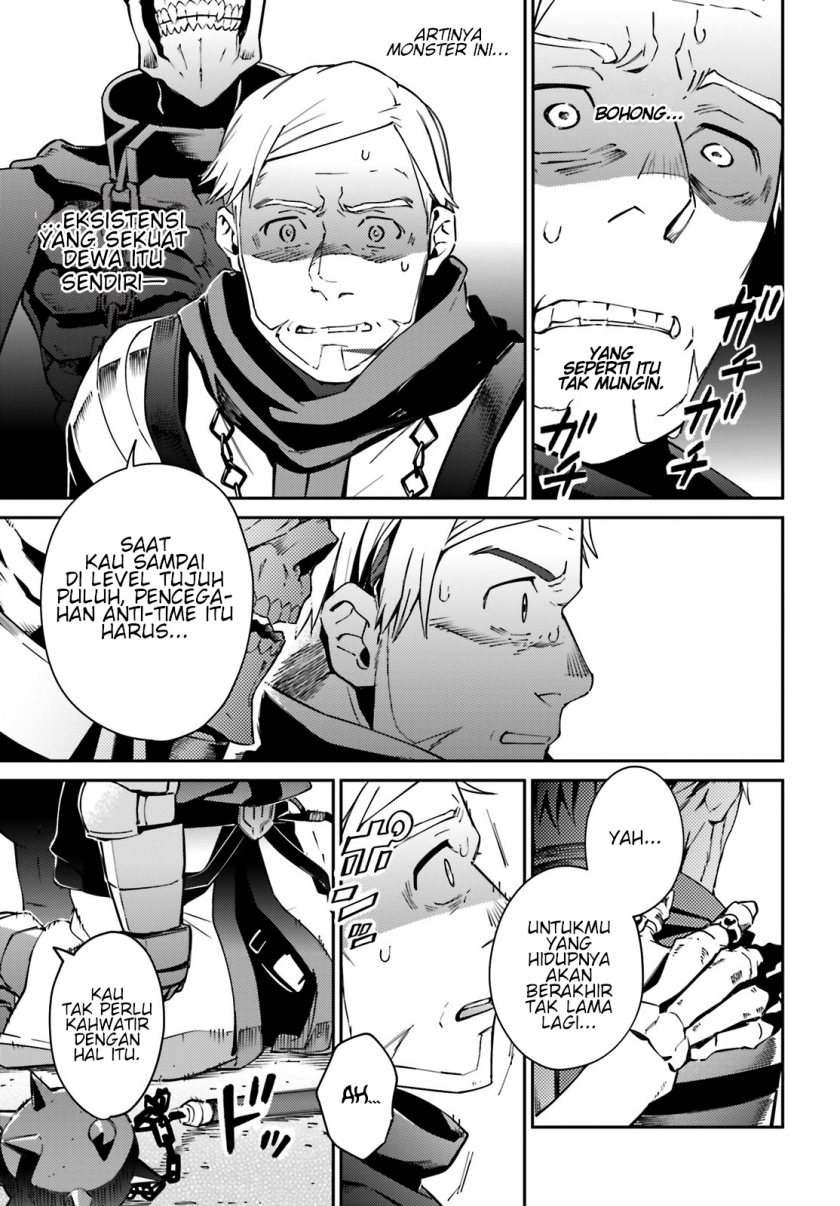 BOHONG...
YANG
SEPERTI ITU
TAK MUNGIN.
ガチ
ガチ
ガチ
ARTINYA
MONSTER INI...
...EKSISTENSI
YANG SEKUAT
DEWA ITU
SENDIRI—
SAAT
KAU SAMPAI
DI LEVEL TUJUH
PULUH, PENCEGA-
HAN ANTI-TIME ITU
HARUS...
YAH...
UNTUKMU
YANG
HIDUPNYA
AKAN
BERAKHIR
TAK LAMA
LAGI...
AH...
KAU
TAK PERLU
KAHWATIR
DENGAN
HAL ITU.
ドド